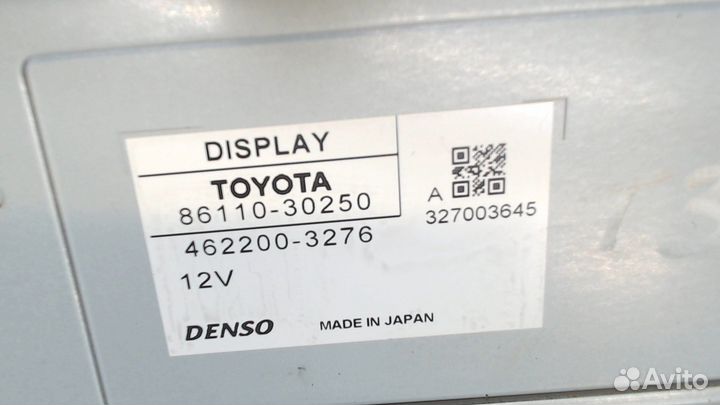 DISPLAY
TOYOTA
86110-30250
462200-3276
12V
DENSO
MADE IN JAPAN
A
327003645
Avito